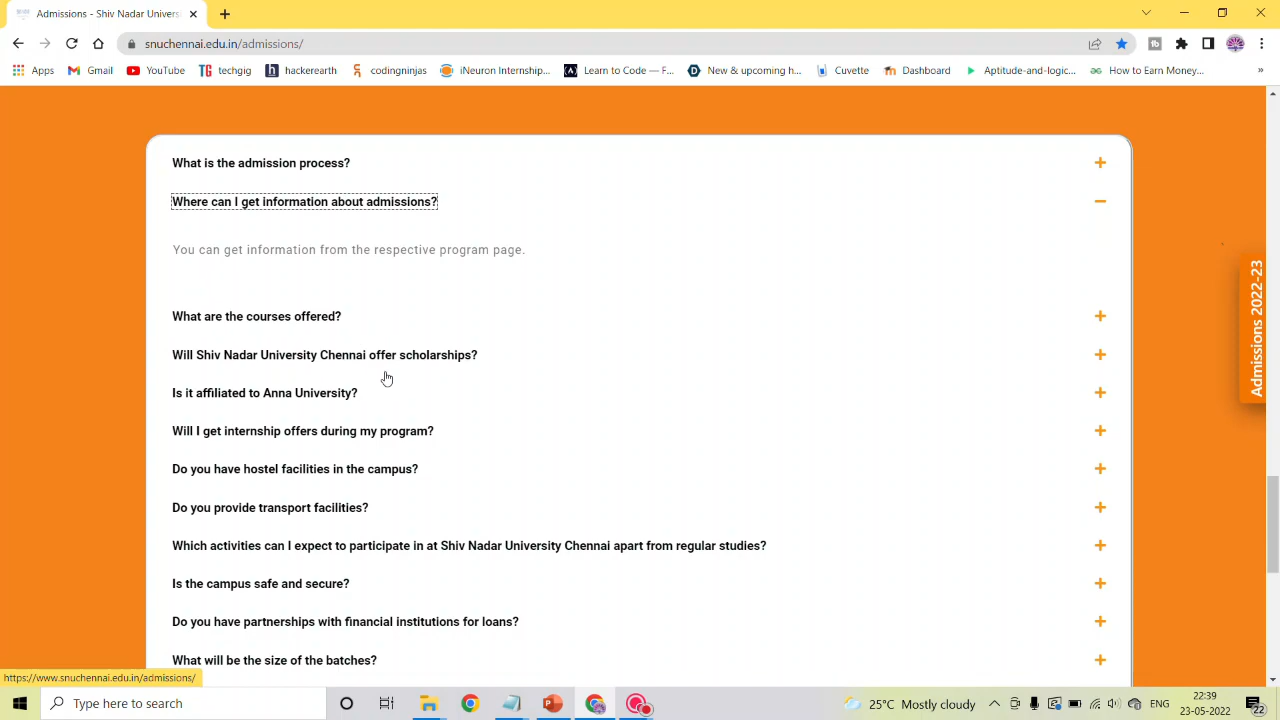 Admissions - Shiv Nadar Univers
snuchennai.edu.in/admissions/
Apps Gmail YouTube techgig hackerearth codingninjas iNeuron Internship... Learn to Code — F... New & upcoming h... Cuvette Dashboard Aptitude-and-logic... How to Earn Money... »
What is the admission process?
Where can I get information about admissions?
You can get information from the respective program page.
What are the courses offered?
Will Shiv Nadar University Chennai offer scholarships?
Is it affiliated to Anna University?
Will I get internship offers during my program?
Do you have hostel facilities in the campus?
Do you provide transport facilities?
Which activities can I expect to participate in at Shiv Nadar University Chennai apart from regular studies?
Is the campus safe and secure?
Do you have partnerships with financial institutions for loans?
What will be the size of the batches?
Admissions 2022-23
https://www.snuchennai.edu.in/admissions/
Type here to search
25°C Mostly cloudy
ENG
22:39
23-05-2022
22